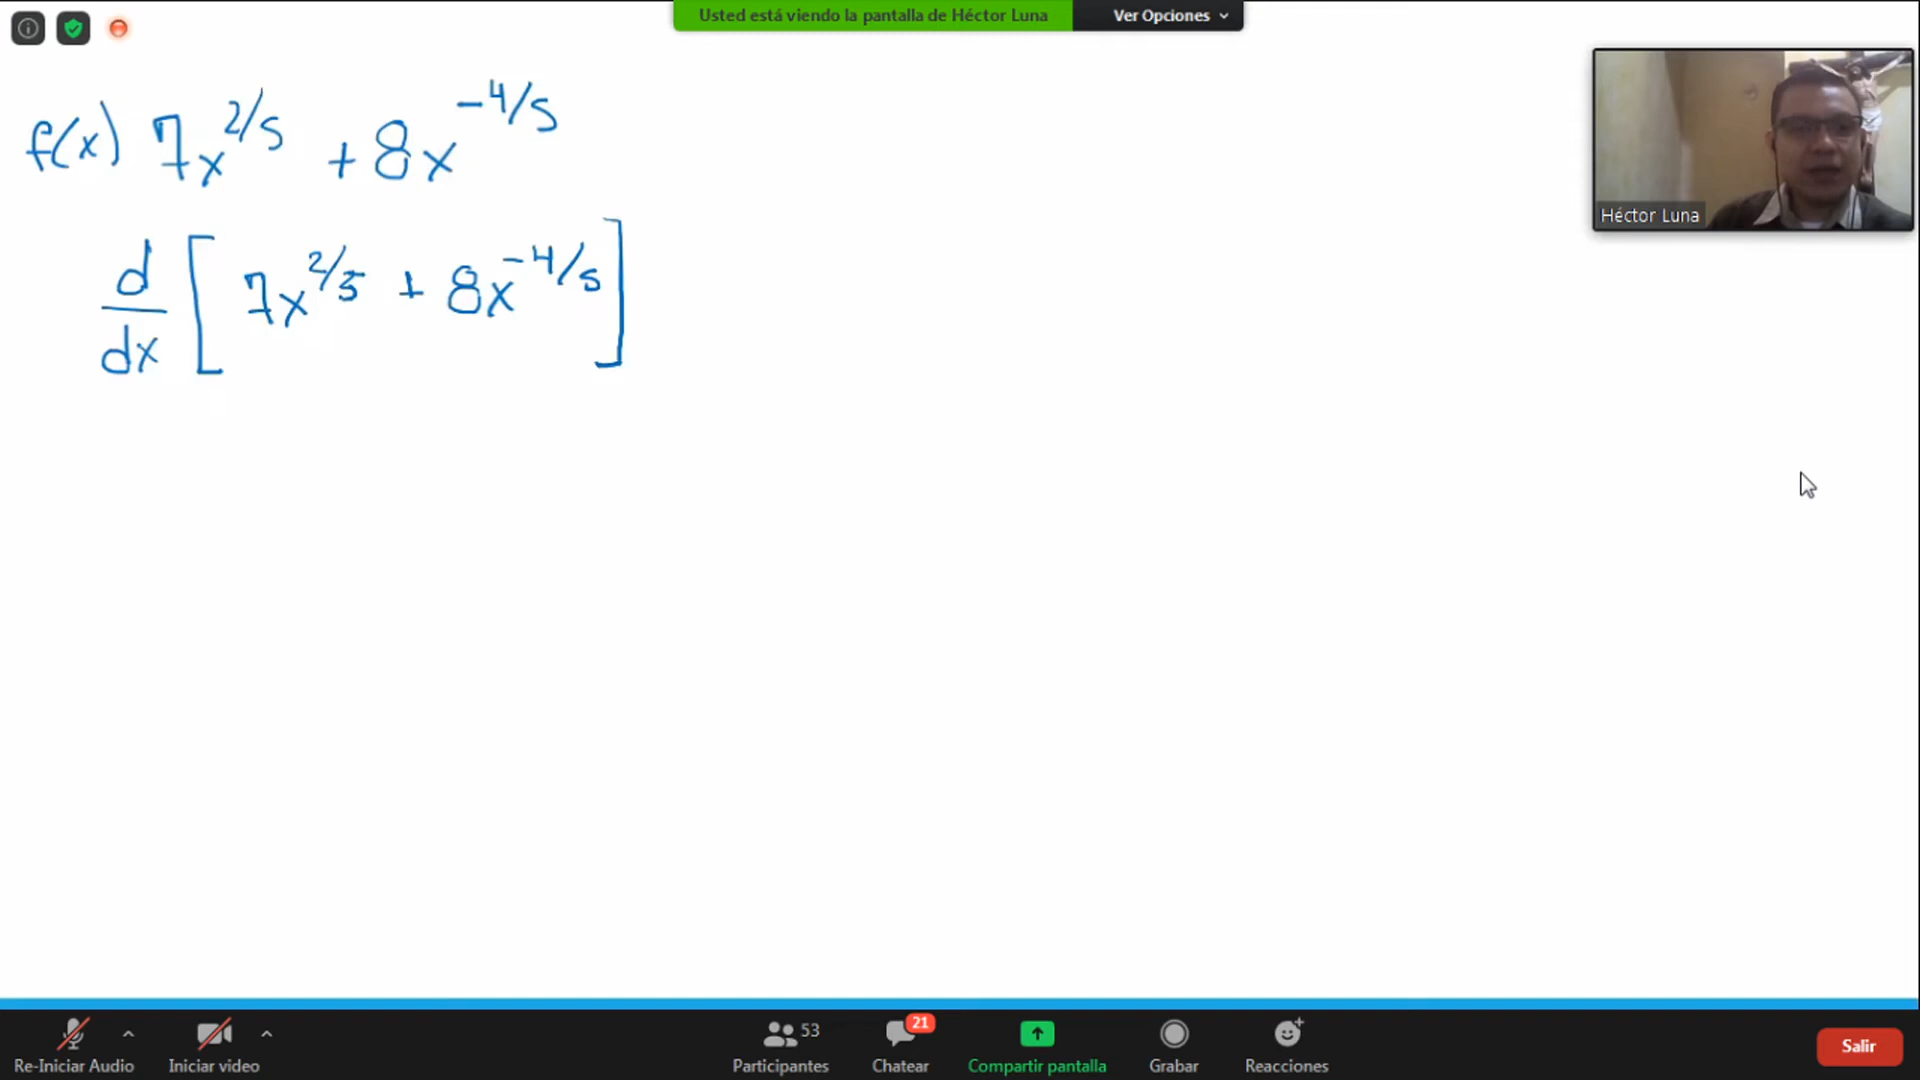 Usted está viendo la pantalla de Héctor Luna Ver Opciones
f(x) 7x^2/5 + 8x^-4/5
d/dx [ 7x^2/5 + 8x^-4/5 ]
Héctor Luna
53 21
Re-Iniciar Audio Iniciar video Participantes Chatear Compartir pantalla Grabar Reacciones Salir